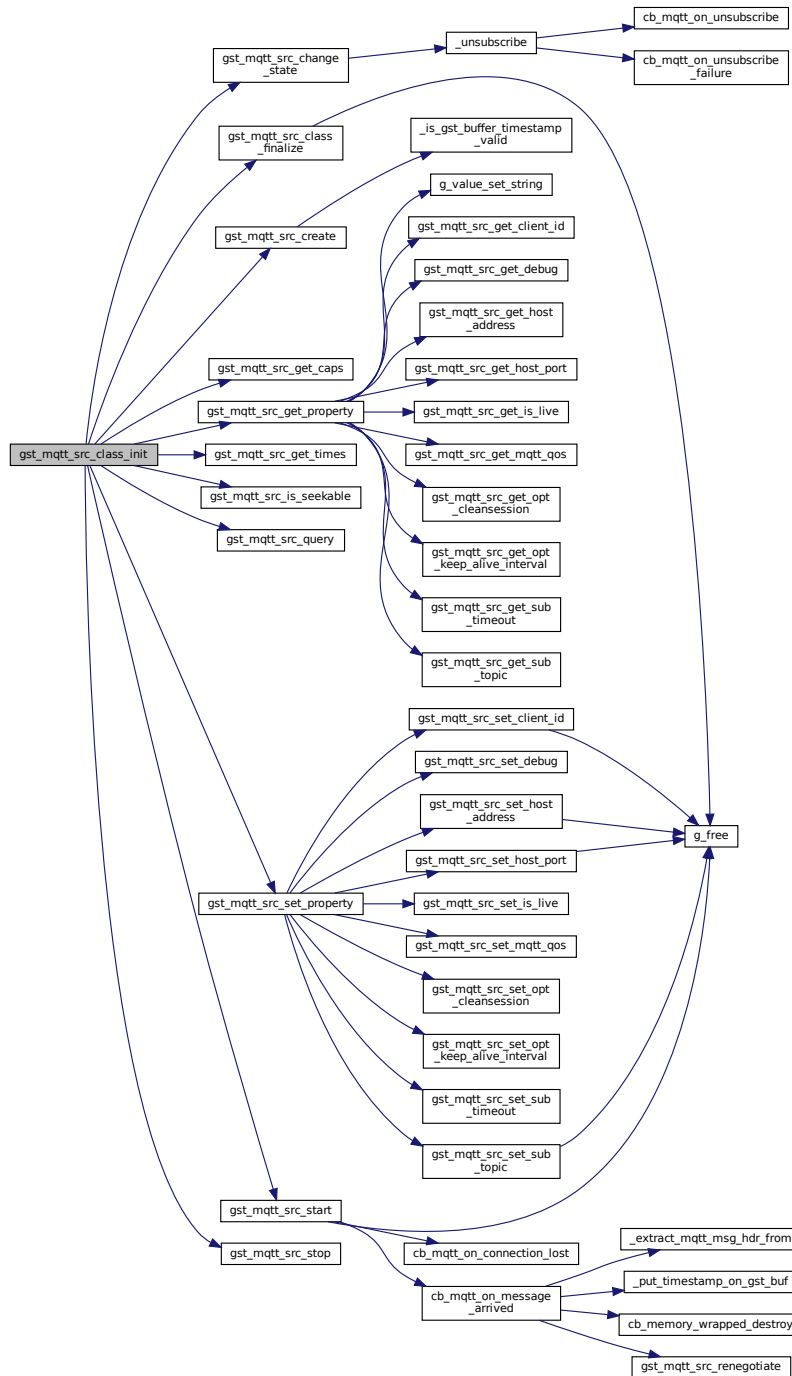 cb_mqtt_on_unsubscribe
_unsubscribe
gst_mqtt_src_change
_state
cb_mqtt_on_unsubscribe
_failure
gst_mqtt_src_class
_finalize
_is_gst_buffer_timestamp
_valid
g_value_set_string
gst_mqtt_src_create
gst_mqtt_src_get_client_id
gst_mqtt_src_get_debug
gst_mqtt_src_get_host
_address
gst_mqtt_src_get_caps
gst_mqtt_src_get_host_port
gst_mqtt_src_get_property
gst_mqtt_src_get_is_live
gst_mqtt_src_class_init
gst_mqtt_src_get_times
gst_mqtt_src_get_mqtt_qos
gst_mqtt_src_is_seekable
gst_mqtt_src_get_opt
_cleansession
gst_mqtt_src_query
gst_mqtt_src_get_opt
_keep_alive_interval
gst_mqtt_src_get_sub
_timeout
gst_mqtt_src_get_sub
_topic
gst_mqtt_src_set_client_id
gst_mqtt_src_set_debug
gst_mqtt_src_set_host
_address
g_free
gst_mqtt_src_set_host_port
gst_mqtt_src_set_property
gst_mqtt_src_set_is_live
gst_mqtt_src_set_mqtt_qos
gst_mqtt_src_set_opt
_cleansession
gst_mqtt_src_set_opt
_keep_alive_interval
gst_mqtt_src_set_sub
_timeout
gst_mqtt_src_set_sub
_topic
gst_mqtt_src_start
gst_mqtt_src_stop
cb_mqtt_on_connection_lost
_extract_mqtt_msg_hdr_from
cb_mqtt_on_message
_arrived
_put_timestamp_on_gst_buf
cb_memory_wrapped_destroy
gst_mqtt_src_renegotiate